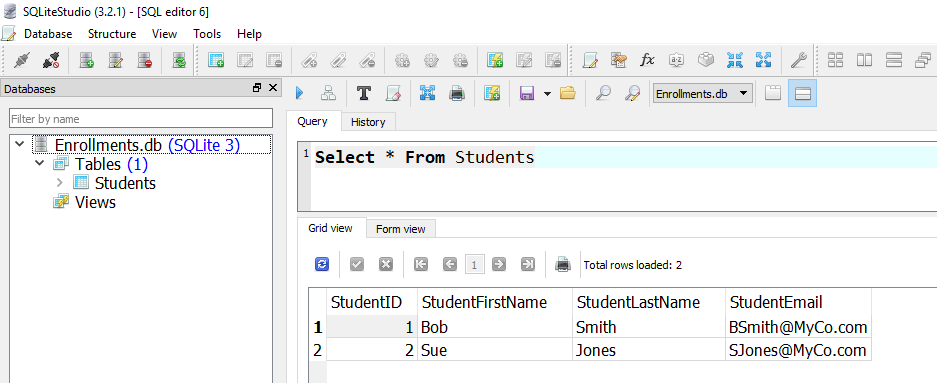 SQLiteStudio (3.2.1) - [SQL editor 6]
Database Structure View Tools Help
Databases
Enrollments.db
Filter by name
Query History
Enrollments.db (SQLite 3)
Tables (1)
Students
Views
1 Select * From Students
Grid view Form view
1 Total rows loaded: 2
StudentID StudentFirstName StudentLastName StudentEmail
1 1 Bob Smith BSmith@MyCo.com
2 2 Sue Jones SJones@MyCo.com